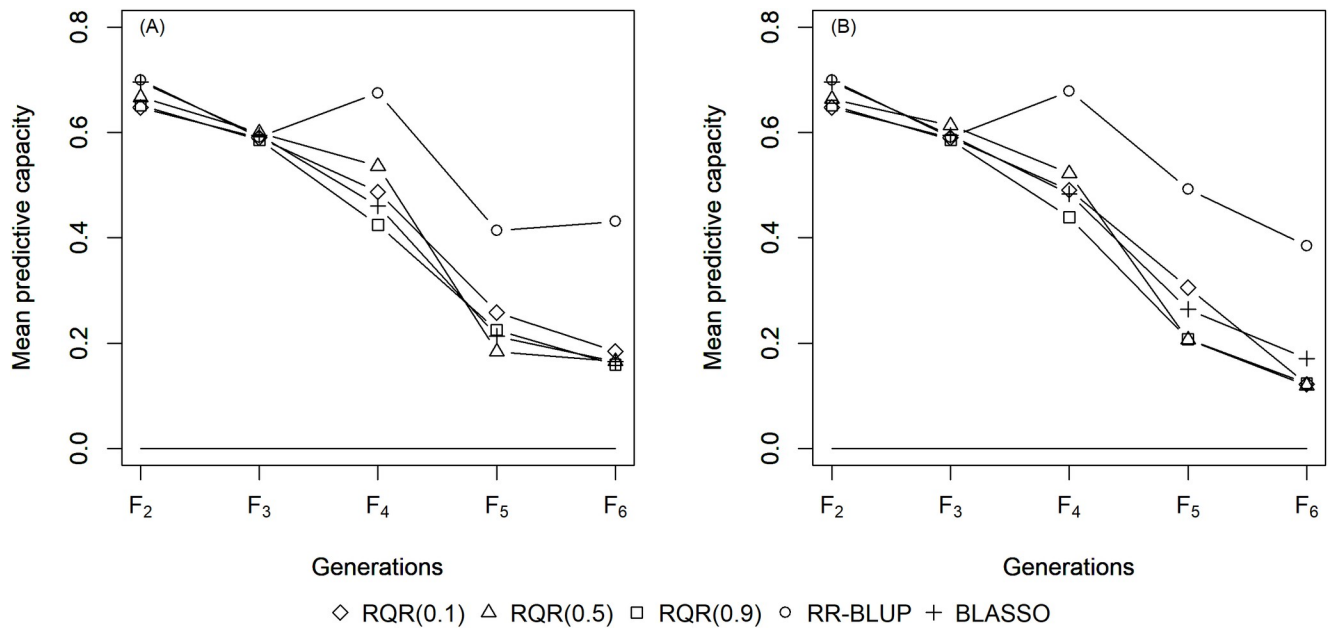 (A)
Mean predictive capacity
0.8
0.6
0.4
0.2
0.0
F2 F3 F4 F5 F6
Generations
(B)
Mean predictive capacity
0.8
0.6
0.4
0.2
0.0
F2 F3 F4 F5 F6
Generations
RQR(0.1) RQR(0.5) RQR(0.9) RR-BLUP BLASSO